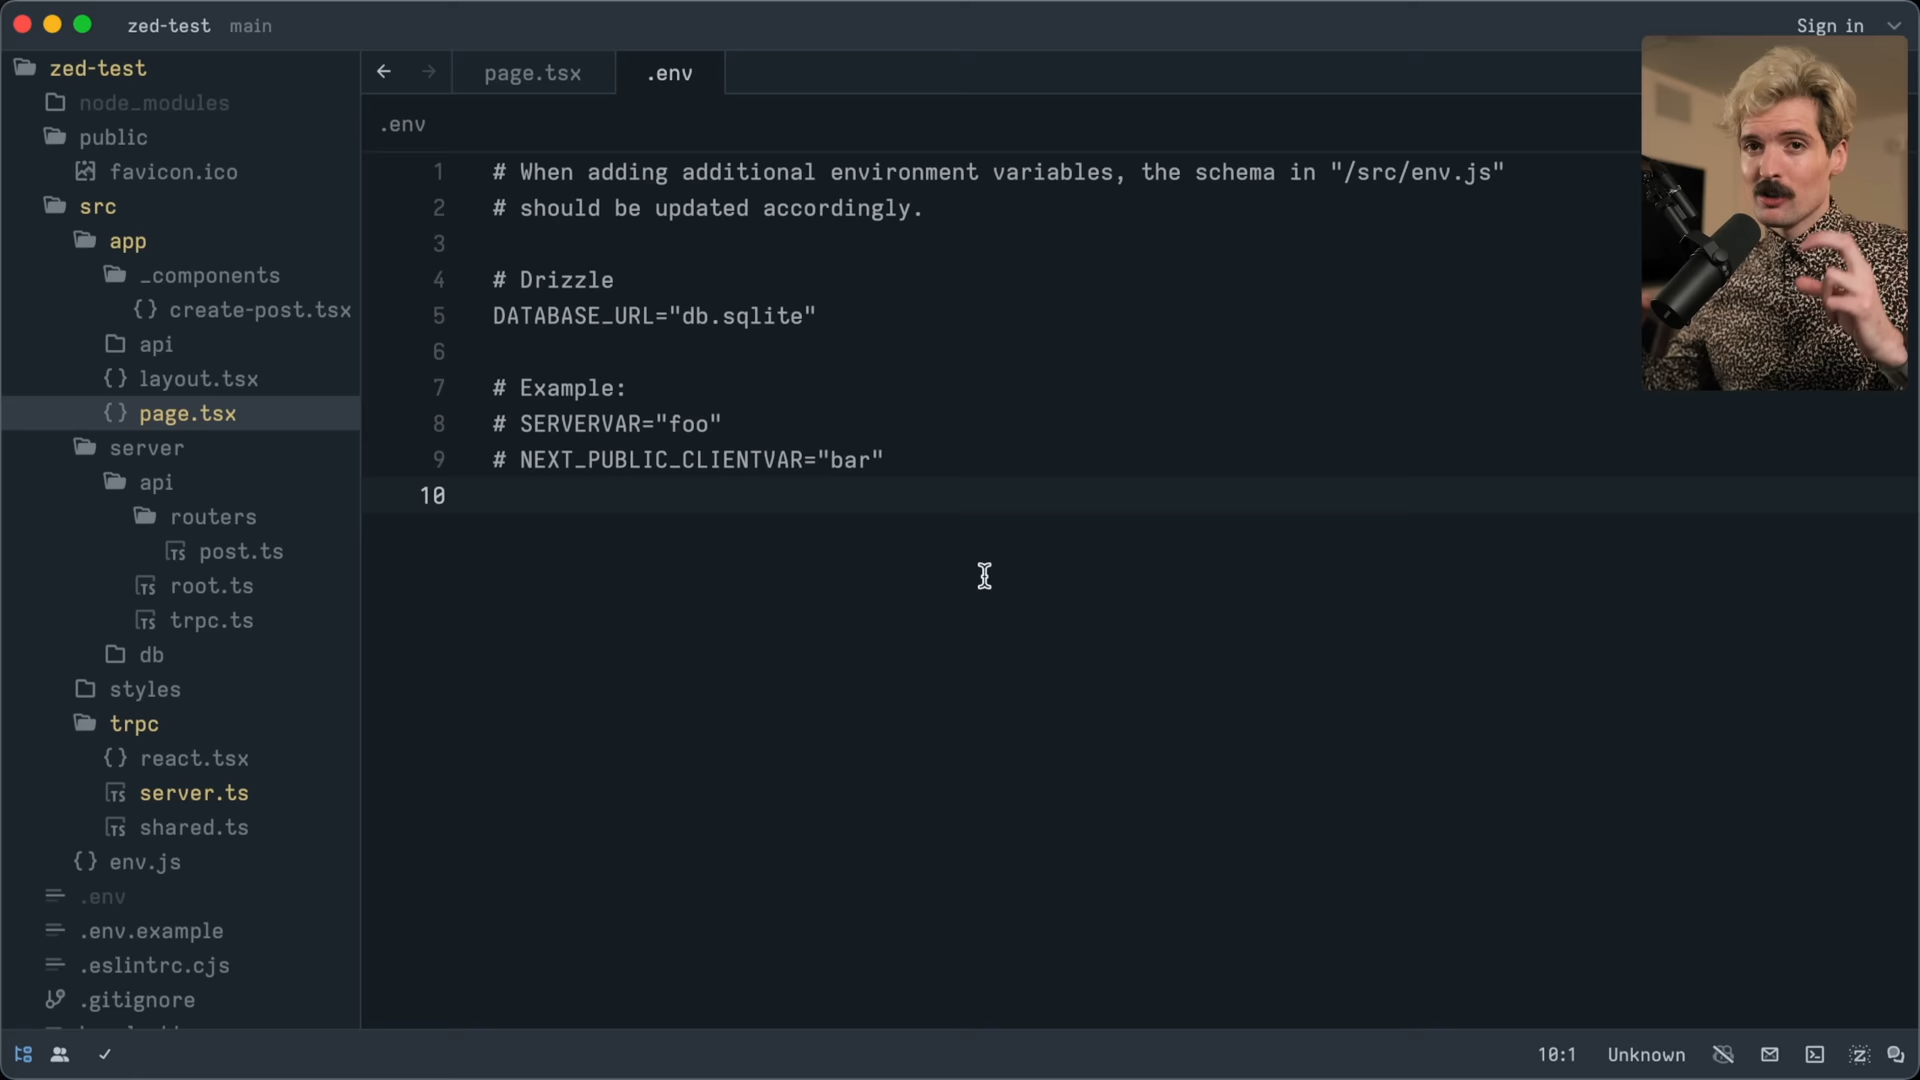 zed-test main
Sign in
zed-test
node_modules
public
favicon.ico
src
app
_components
create-post.tsx
api
layout.tsx
page.tsx
server
api
routers
post.ts
root.ts
trpc.ts
db
styles
trpc
react.tsx
server.ts
shared.ts
env.js
.env
.env.example
.eslintrc.cjs
.gitignore
page.tsx
.env
.env
1 # When adding additional environment variables, the schema in "/src/env.js"
2 # should be updated accordingly.
3
4 # Drizzle
5 DATABASE_URL="db.sqlite"
6
7 # Example:
8 # SERVERVAR="foo"
9 # NEXT_PUBLIC_CLIENTVAR="bar"
10
10:1 Unknown